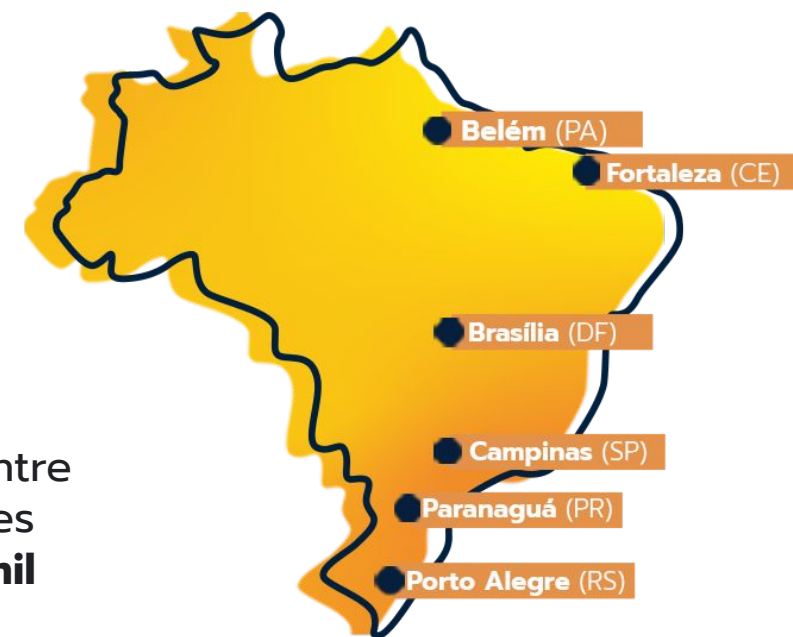 Belém (PA)
Fortaleza (CE)
Brasília (DF)
Campinas (SP)
Paranaguá (PR)
Porto Alegre (RS)